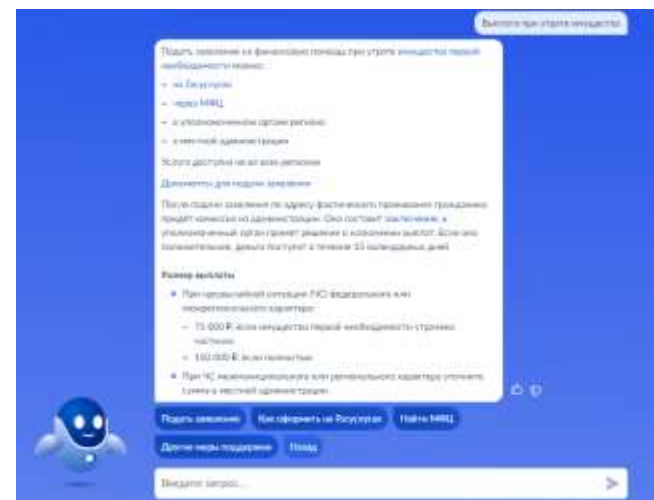 Выплата при утрате имущества
Подать заявление на финансовую помощь при утрате имущества первой
необходимости можно:
– на Госуслугах
– через МФЦ
– в уполномоченном органе региона
– в местной администрации
Услуга доступна не во всех регионах
Документы для подачи заявления
После подачи заявления по адресу фактического проживания гражданина
придёт комиссия из администрации. Она составит заключение, а
уполномоченный орган примет решение о назначении выплат. Если оно
положительное, деньги поступят в течение 15 календарных дней
Размер выплаты
• При чрезвычайной ситуации (ЧС) федерального или
межрегионального характера:
– 75 000 ₽, если имущество первой необходимости утрачено
частично
– 150 000 ₽, если полностью
• При ЧС межмуниципального или регионального характера уточните
сумму в местной администрации
Подать заявление
Как оформить на Госуслугах
Найти МФЦ
Другие меры поддержки
Назад
Введите запрос...